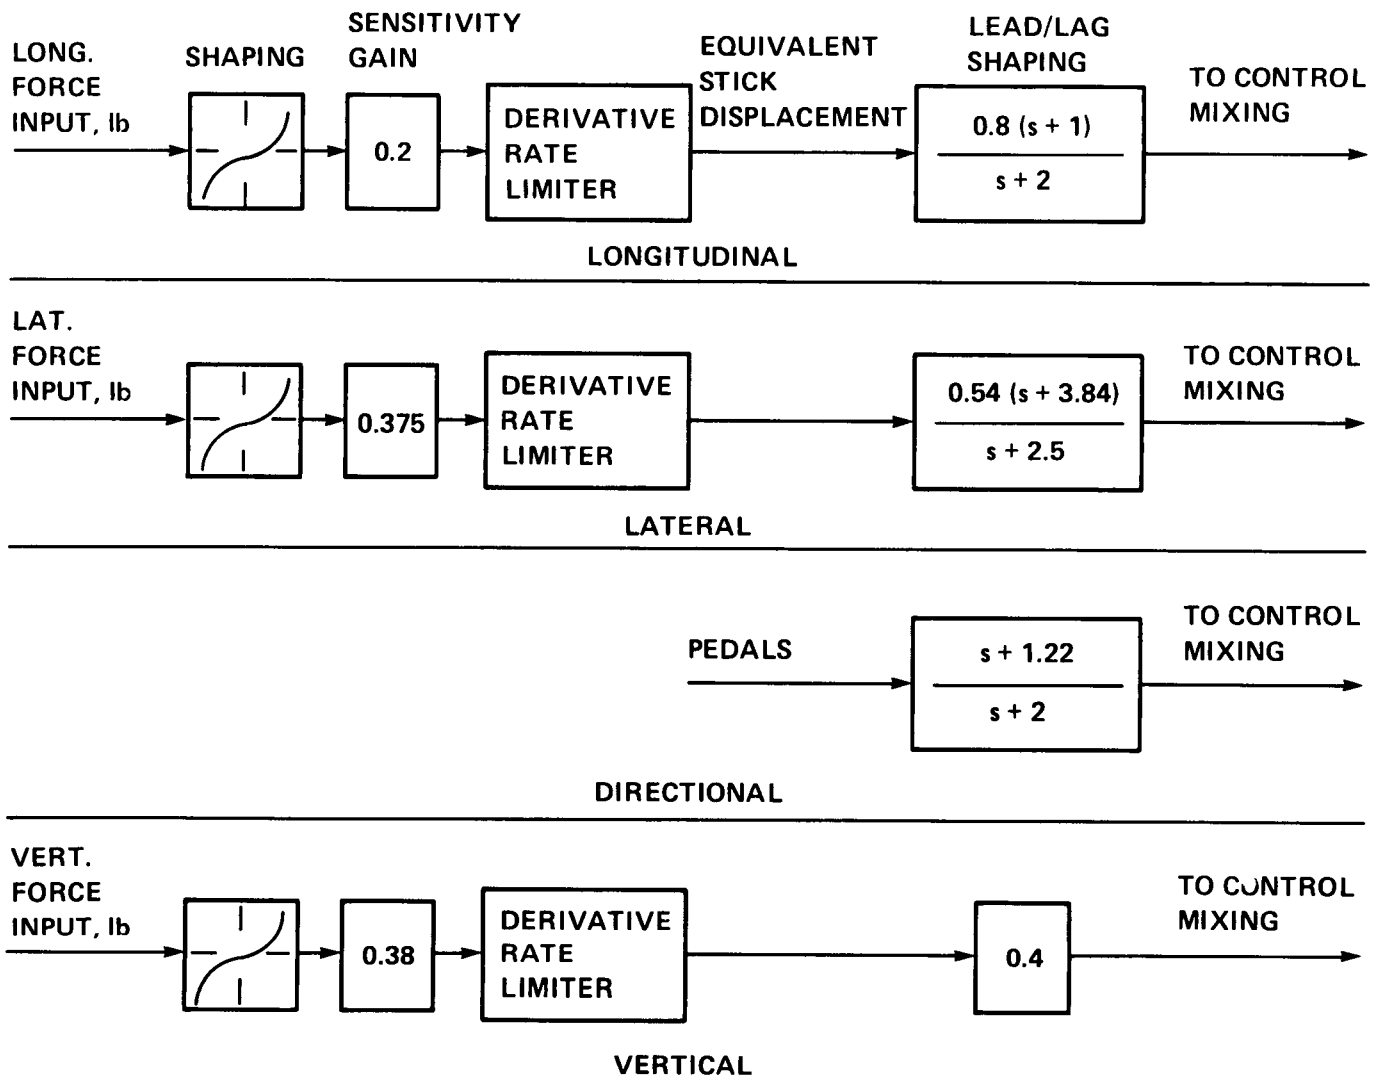 LONG.
FORCE
INPUT, lb
SHAPING
SENSITIVITY
GAIN
0.2
DERIVATIVE
RATE
LIMITER
EQUIVALENT
STICK
DISPLACEMENT
LEAD/LAG
SHAPING
0.8 (s + 1)
s + 2
TO CONTROL
MIXING
LONGITUDINAL
LAT.
FORCE
INPUT, lb
0.375
DERIVATIVE
RATE
LIMITER
0.54 (s + 3.84)
s + 2.5
TO CONTROL
MIXING
LATERAL
PEDALS
s + 1.22
s + 2
TO CONTROL
MIXING
DIRECTIONAL
VERT.
FORCE
INPUT, lb
0.38
DERIVATIVE
RATE
LIMITER
0.4
TO CONTROL
MIXING
VERTICAL